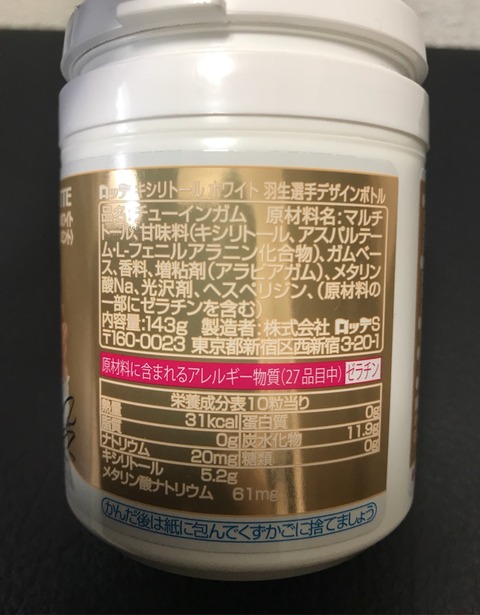 ロッテ キシリトール ホワイト 羽生選手デザインボトル
品名:チューインガム 原材料名:マルチ
トール、甘味料(キシリトール、アスパルテー
ム・L-フェニルアラニン化合物)、ガムベー
ス、香料、増粘剤(アラビアガム)、メタリン
酸Na、光沢剤、ヘスペリジン、(原材料の
一部にゼラチンを含む)
内容量:143g 製造者:株式会社 ロッテS
〒160-0023 東京都新宿区西新宿3-20-1
原材料に含まれるアレルギー物質(27品目中) ゼラチン
栄養成分表10粒当り
熱量 31kcal 蛋白質 0g
脂質 0g 炭水化物 11.9g
ナトリウム 20mg 糖類 0g
キシリトール 5.2g
メタリン酸ナトリウム 61mg
かんだ後は紙に包んでくずかごに捨てましょう